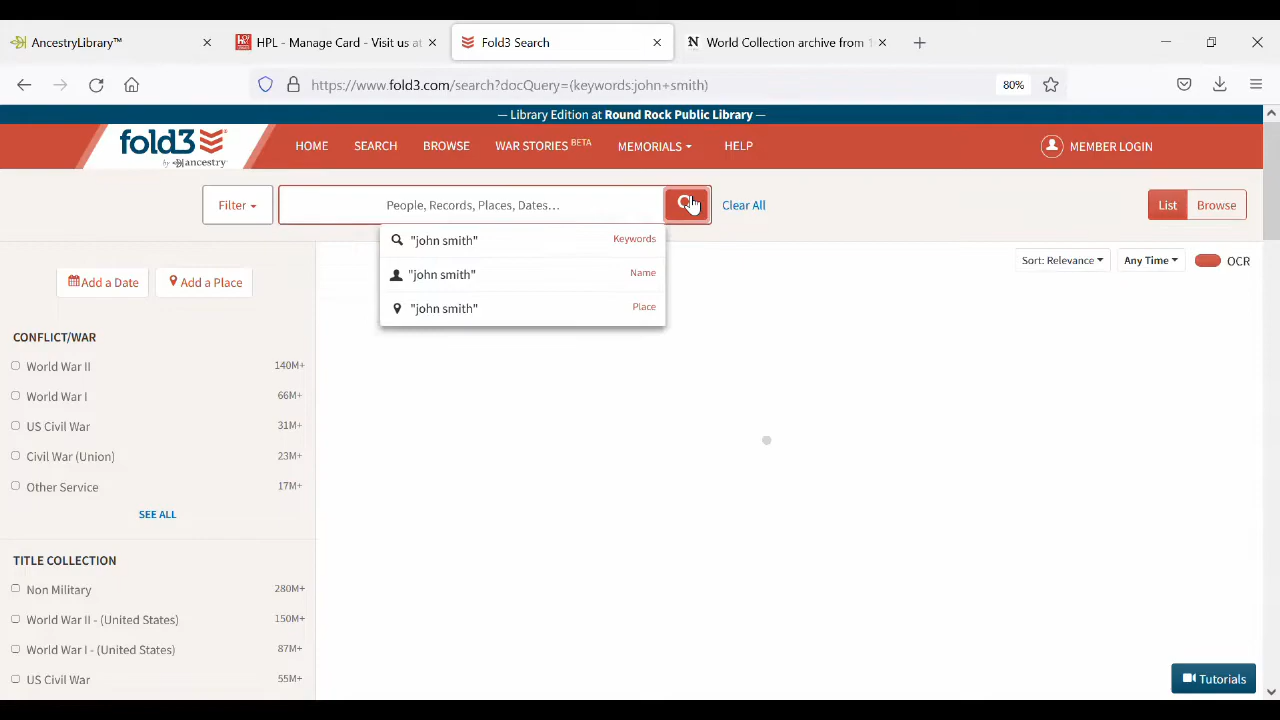 AncestryLibrary™
HPL - Manage Card - Visit us at
Fold3 Search
N World Collection archive from 1
https://www.fold3.com/search?docQuery=(keywords:john+smith)
80%
— Library Edition at Round Rock Public Library —
fold3
by ancestry
HOME
SEARCH
BROWSE
WAR STORIES BETA
MEMORIALS
HELP
MEMBER LOGIN
Filter
People, Records, Places, Dates...
Clear All
List
Browse
"john smith" Keywords
"john smith" Name
"john smith" Place
Sort: Relevance
Any Time
OCR
Add a Date
Add a Place
CONFLICT/WAR
World War II 140M+
World War I 66M+
US Civil War 31M+
Civil War (Union) 23M+
Other Service 17M+
SEE ALL
TITLE COLLECTION
Non Military 280M+
World War II - (United States) 150M+
World War I - (United States) 87M+
US Civil War 55M+
Tutorials